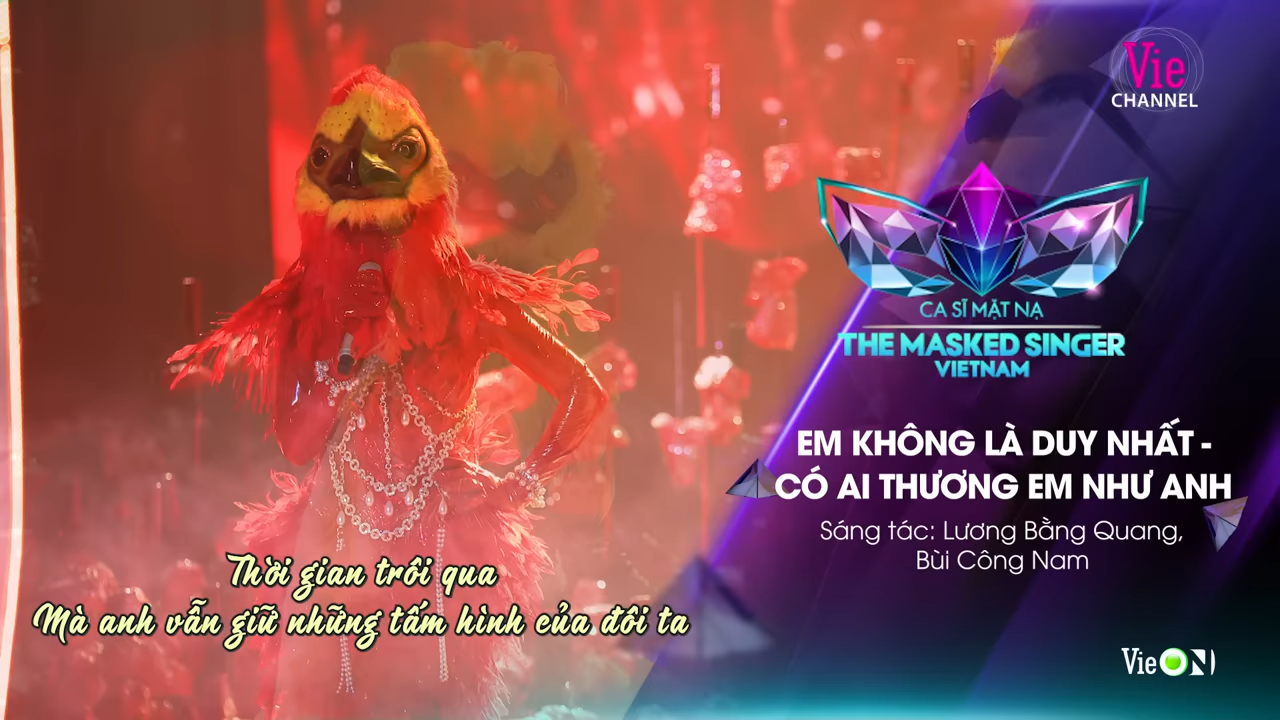 Vie
CHANNEL
CA SĨ MẶT NẠ
THE MASKED SINGER
VIETNAM
EM KHÔNG LÀ DUY NHẤT -
CÓ AI THƯƠNG EM NHƯ ANH
Sáng tác: Lương Bằng Quang,
Bùi Công Nam
Thời gian trôi qua
Mà anh vẫn giữ những tấm hình của đôi ta
VieON